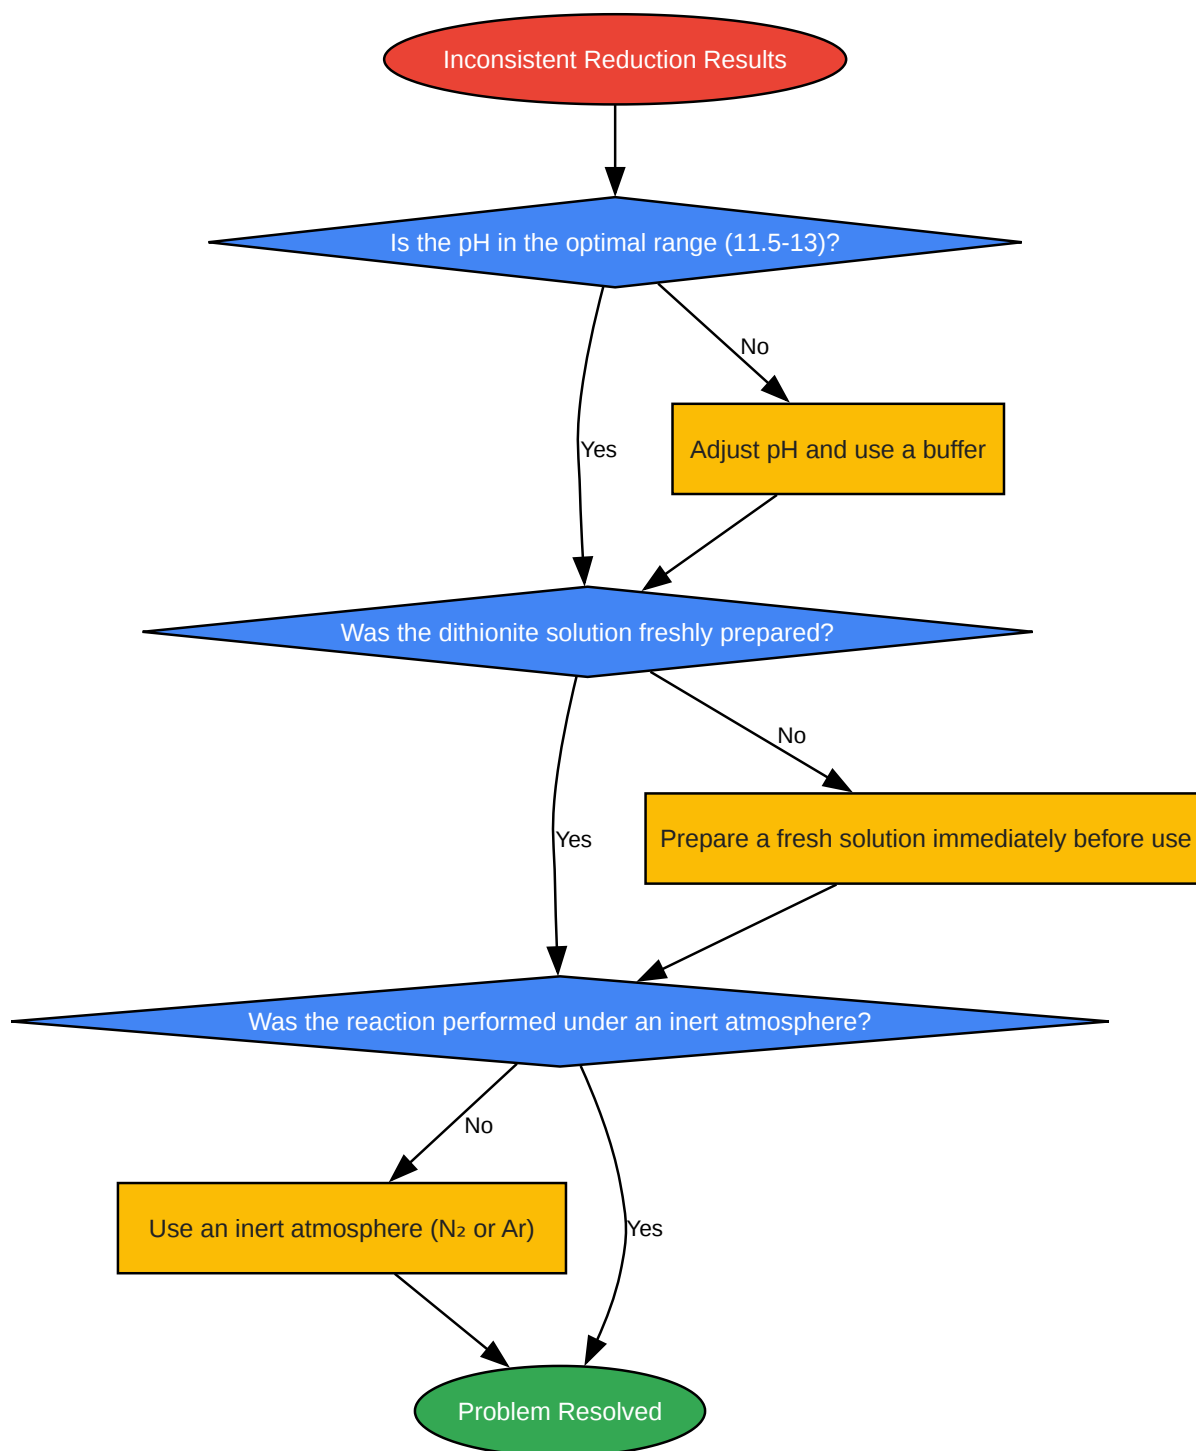 Inconsistent Reduction Results
Is the pH in the optimal range (11.5-13)?
No
Adjust pH and use a buffer
Yes
Was the dithionite solution freshly prepared?
No
Prepare a fresh solution immediately before use
Yes
Was the reaction performed under an inert atmosphere?
No
Use an inert atmosphere (N₂ or Ar)
Yes
Problem Resolved